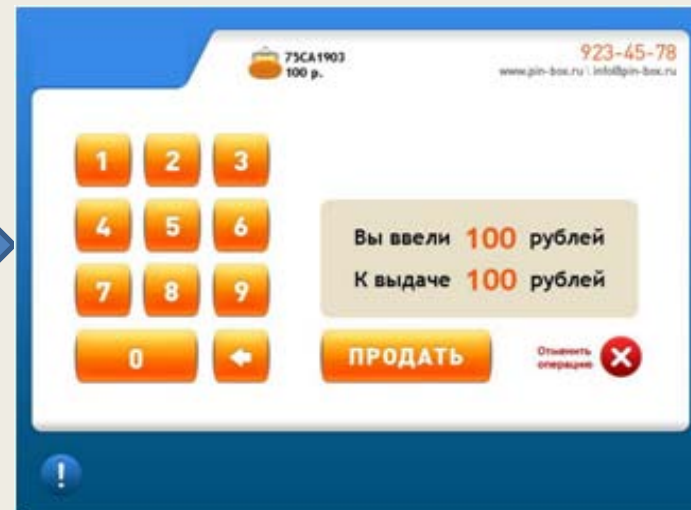 75CA1903
100 р.
923-45-78
www.pin-box.ru \ info@pin-box.ru
1 2 3
4 5 6
7 8 9
0
Вы ввели 100 рублей
К выдаче 100 рублей
ПРОДАТЬ
Отменить
операцию
!